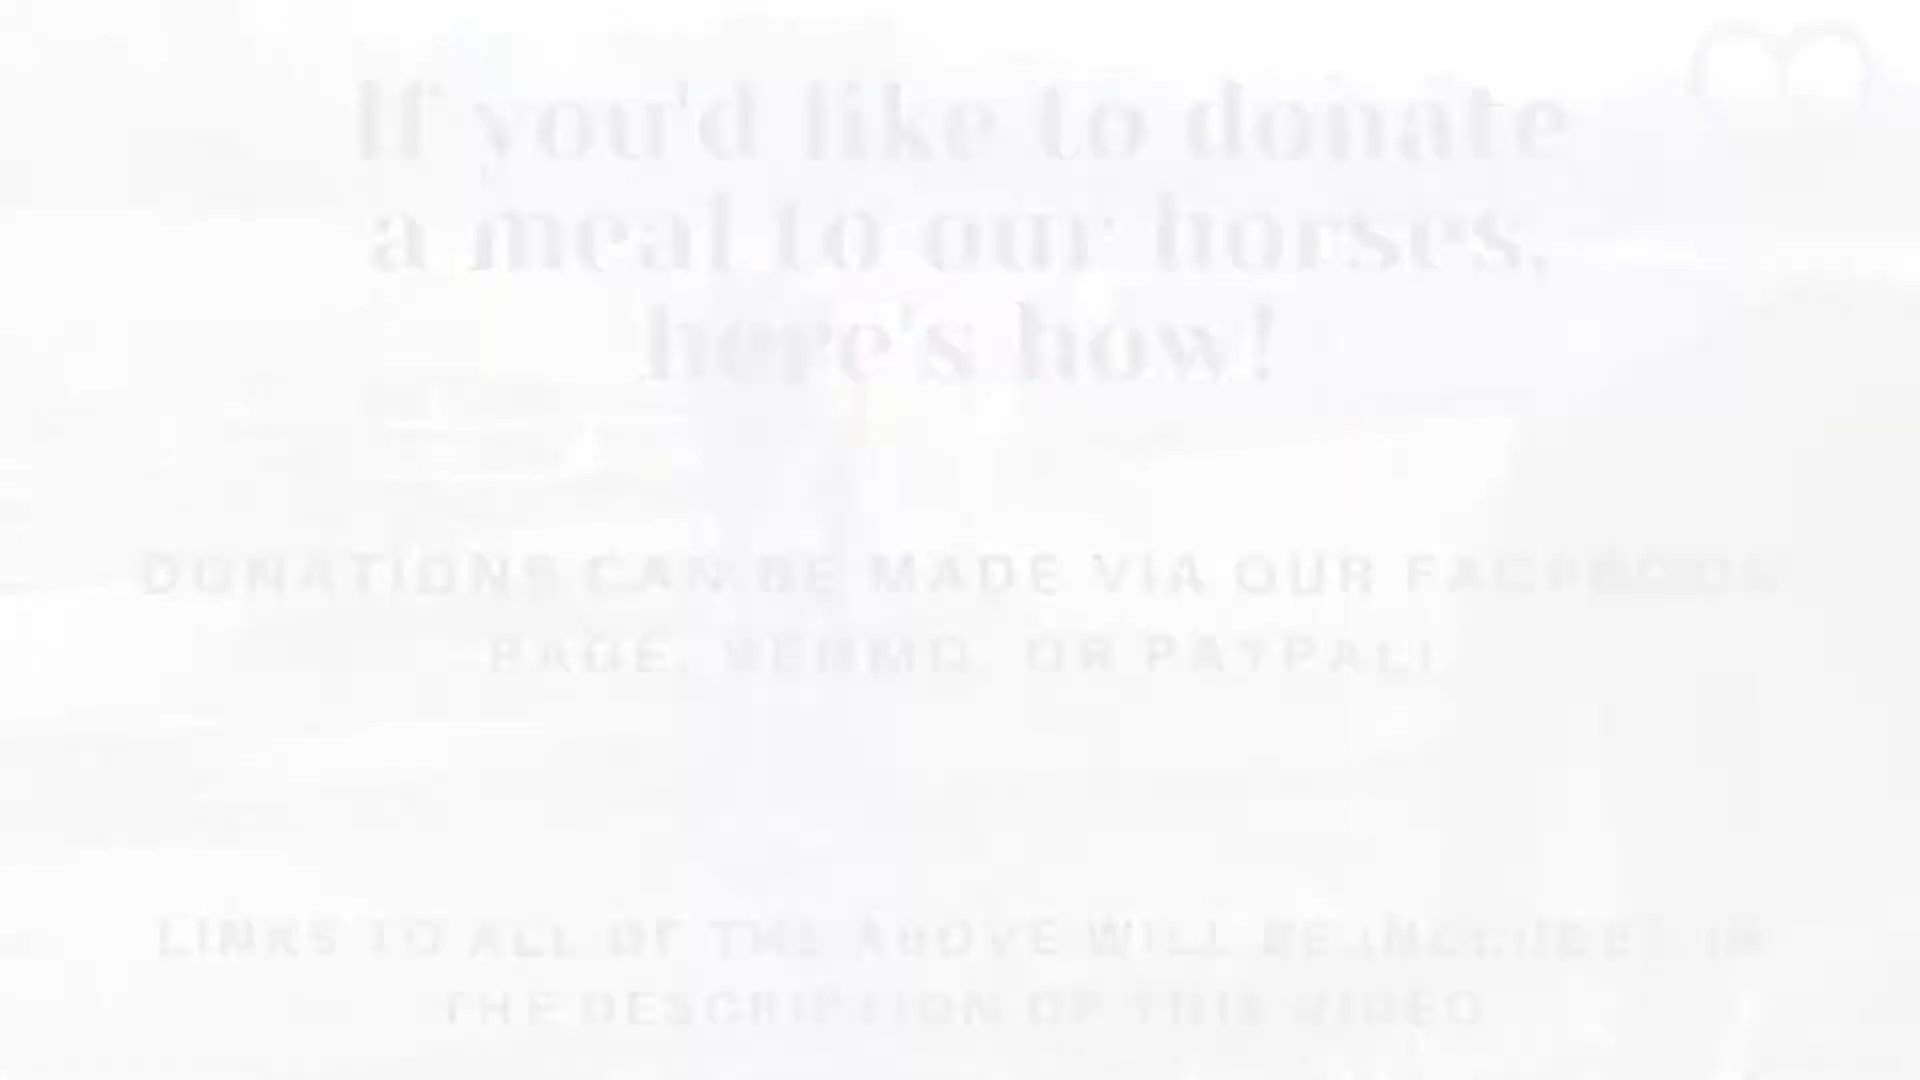 If you'd like to donate
a meal to our horses,
here's how!
DONATIONS CAN BE MADE VIA OUR FACEBOOK
PAGE, VENMO, OR PAYPAL!
LINKS TO ALL OF THE ABOVE WILL BE INCLUDED IN
THE DESCRIPTION OF THIS VIDEO